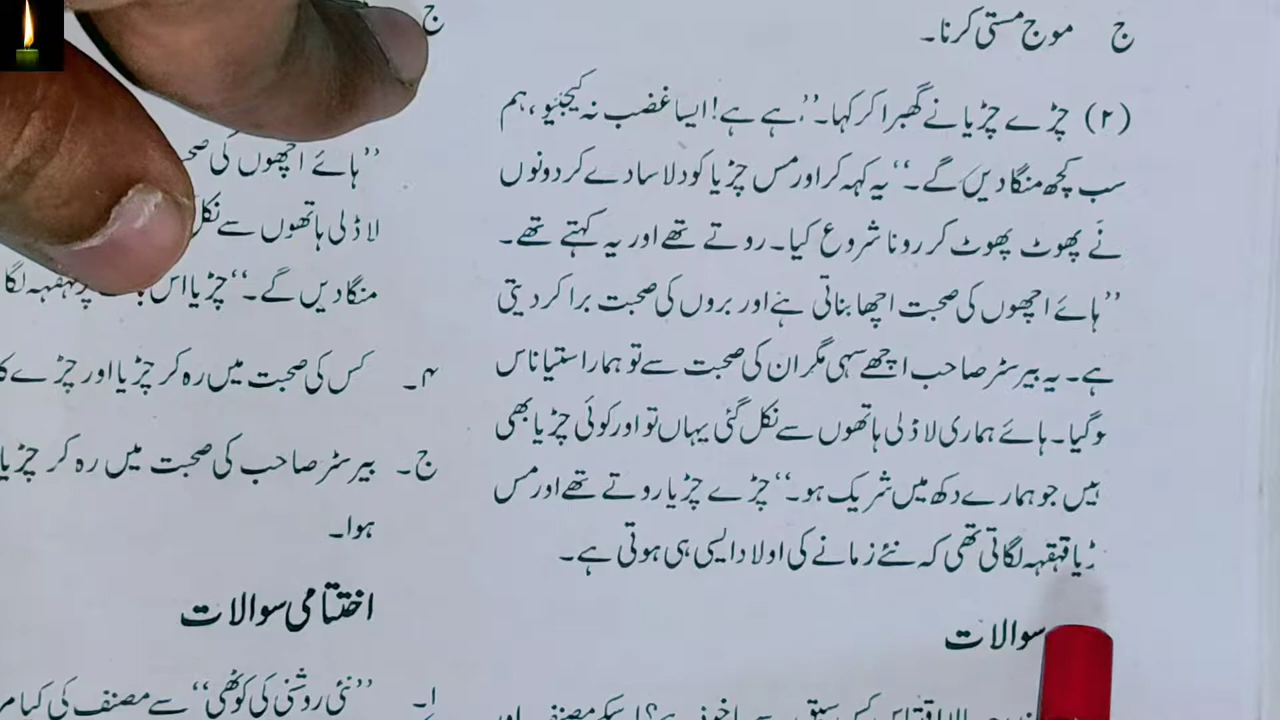 ج موج مستی کرنا۔
(۲) چڑے چڑیا نے گھبرا کر کہا۔ ”ہے ہے! ایسا غضب نہ کیجئیو، ہم
سب کچھ منگا دیں گے۔“ یہ کہہ کر اور مس چڑیا کو دلاسا دے کر دونوں
نے پھوٹ پھوٹ کر رونا شروع کیا۔ روتے تھے اور یہ کہتے تھے۔
”ہائے اچھوں کی صحبت اچھا بناتی ہے اور بروں کی صحبت برا کر دیتی
ہے۔ یہ بیرسٹر صاحب اچھے سہی مگر ان کی صحبت سے تو ہمارا ستیاناس
ہوگیا۔ ہائے ہماری لاڈلی ہاتھوں سے نکل گئی یہاں تو اور کوئی چڑیا بھی
جو ہمارے دکھ میں شریک ہو۔“ چڑے چڑیا روتے تھے اور مس
قہقہہ لگاتی تھی کہ نئے زمانے کی اولاد ایسی ہی ہوتی ہے۔
سوالات
کس سبق سے
ج
”ہائے اچھوں کی
لاڈلی ہاتھوں سے نکل
منگا دیں گے۔“ چڑیا اس
۴۔ کس کی صحبت میں رہ کر چڑیا اور چڑے
ج۔ بیرسٹر صاحب کی صحبت میں رہ کر چڑیا
ہوا۔
اختتامی سوالات
۱۔ ”نئی روشنی کی کوٹھی“ سے مصنف کی کیا